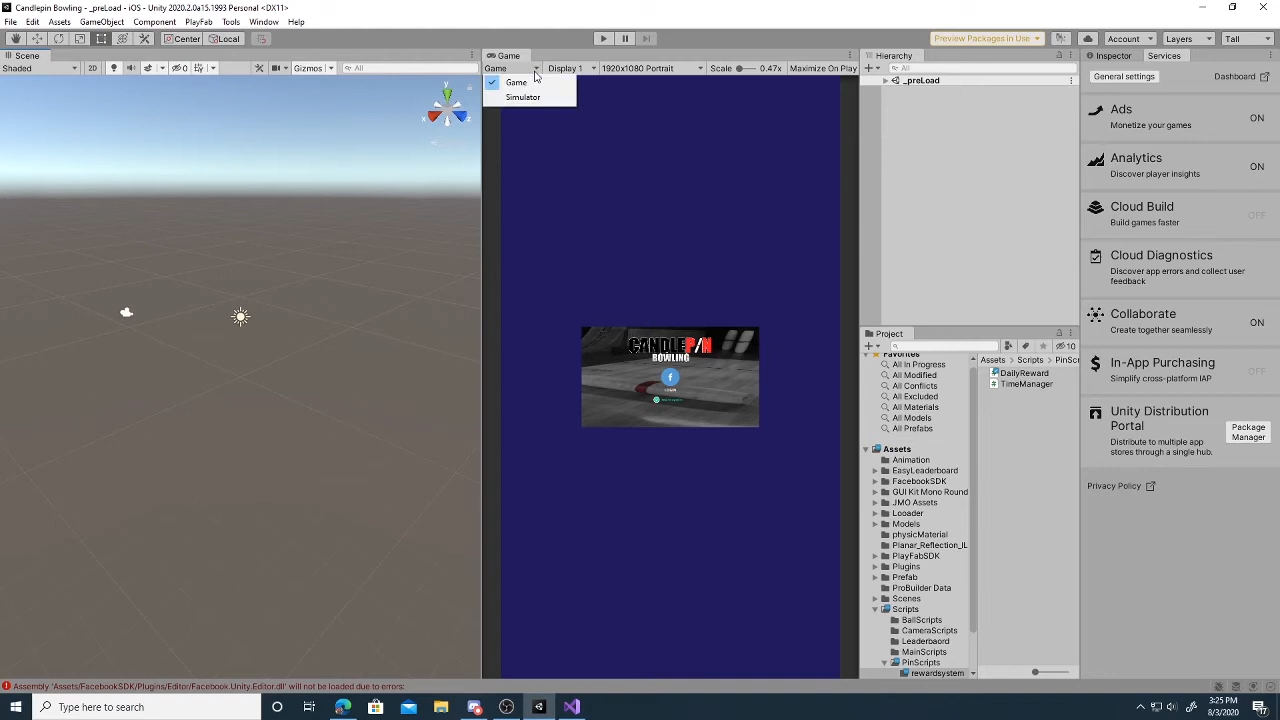 Candlepin Bowling - _preLoad - iOS - Unity 2020.2.0a15.1993 Personal <DX11>
File Edit Assets GameObject Component PlayFab Tools Window Help
Center Local
Preview Packages in Use
Account Layers Tall
Scene
Shaded 2D 0 Gizmos All
Game
Game Display 1 1920x1080 Portrait Scale 0.47x Maximize On Play
Game
Simulator
CANDLEPIN
BOWLING
f
LOGIN
Hierarchy
All
_preLoad
Project
10
Favorites
All In Progress
All Modified
All Conflicts
All Excluded
All Materials
All Models
All Prefabs
Assets
Animation
EasyLeaderboard
FacebookSDK
GUI Kit Mono Round
JMO Assets
Looader
Models
physicMaterial
Planar_Reflection_IL
PlayFabSDK
Plugins
Prefab
ProBuilder Data
Scenes
Scripts
BallScripts
CameraScripts
Leaderbaord
MainScripts
PinScripts
rewardsystem
Assets Scripts PinScr
DailyReward
TimeManager
Inspector Services
General settings Dashboard
Ads
Monetize your games
ON
Analytics
Discover player insights
ON
Cloud Build
Build games faster
OFF
Cloud Diagnostics
Discover app errors and collect user
feedback
Collaborate
Create together seamlessly
ON
In-App Purchasing
Simplify cross-platform IAP
OFF
Unity Distribution
Portal
Distribute to multiple app
stores through a single hub.
Package
Manager
Privacy Policy
Assembly 'Assets/FacebookSDK/Plugins/Editor/Facebook.Unity.Editor.dll' will not be loaded due to errors:
Type here to search
3:25 PM
8/3/2020